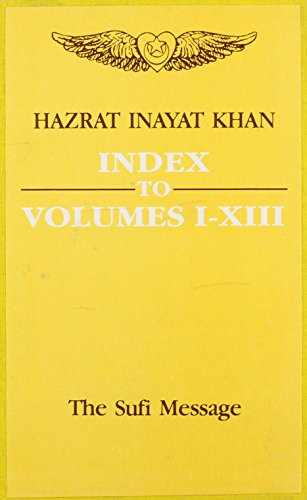 HAZRAT INAYAT KHAN
INDEX
TO
VOLUMES I-XIII
The Sufi Message